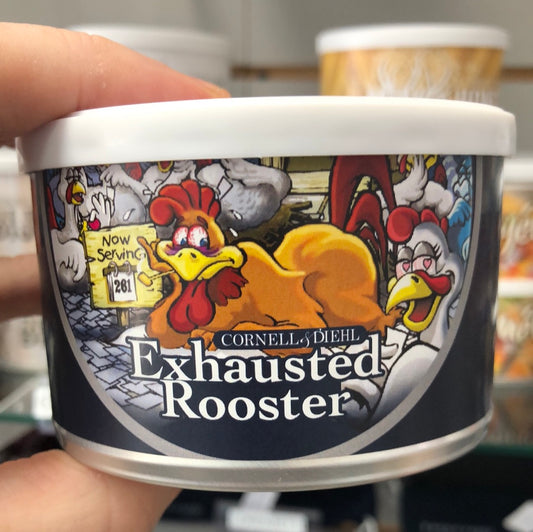 Now
Serving
261
CORNELL & DIEHL
Exhausted
Rooster